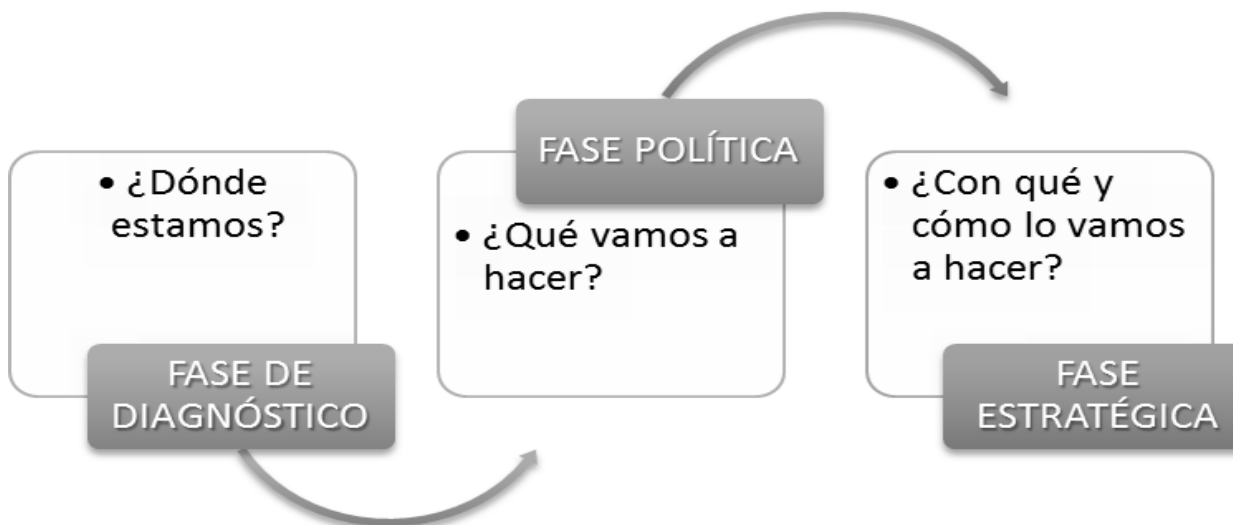 • ¿Dónde
estamos?
FASE DE
DIAGNÓSTICO
FASE POLÍTICA
• ¿Qué vamos a
hacer?
• ¿Con qué y
cómo lo vamos
a hacer?
FASE
ESTRATÉGICA